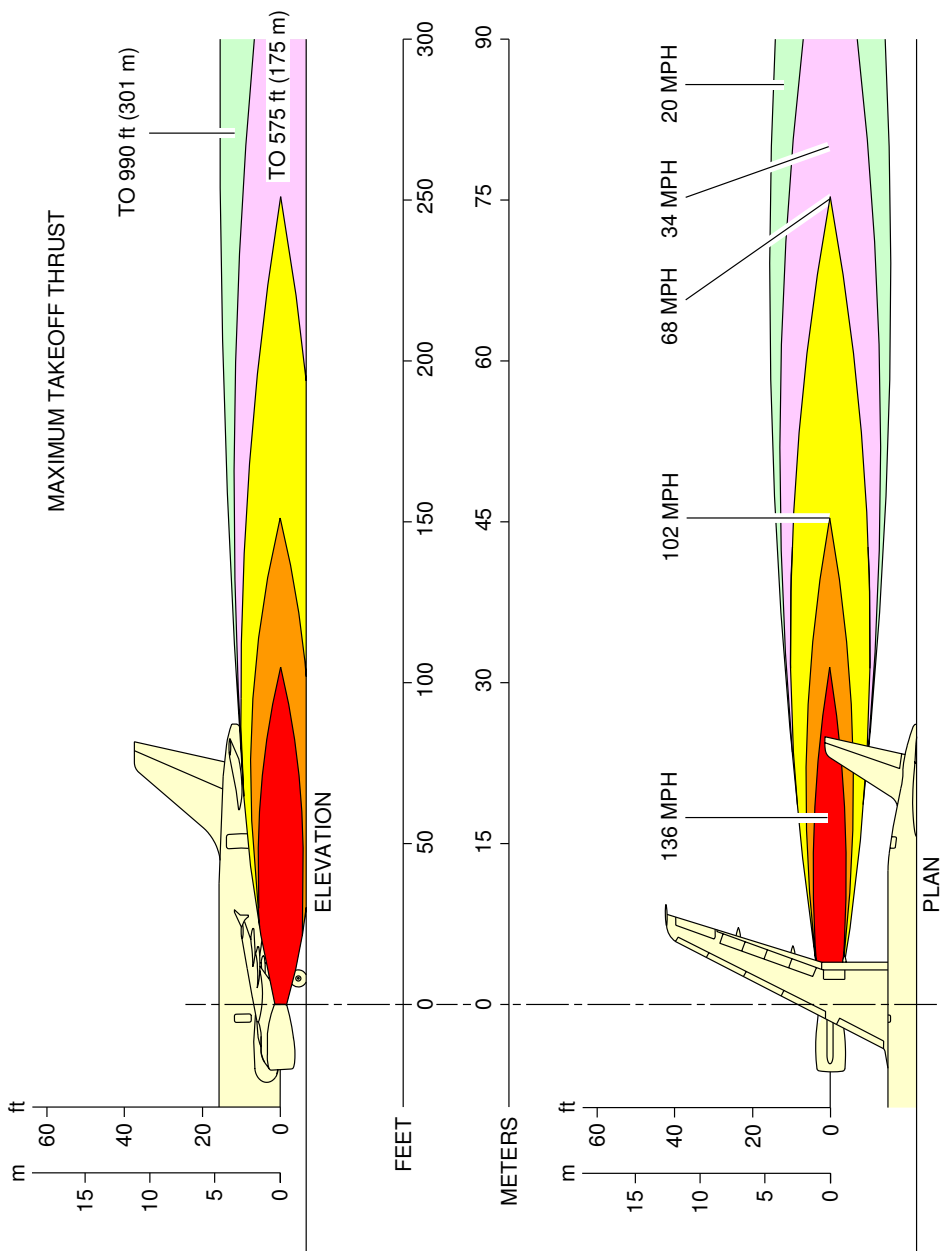 MAXIMUM TAKEOFF THRUST
TO 990 ft (301 m)
TO 575 ft (175 m)
m
ft
15
10
5
0
60
40
20
0
ELEVATION
FEET
0
50
100
150
200
250
300
METERS
0
15
30
45
60
75
90
m
ft
15
10
5
0
60
40
20
0
136 MPH
102 MPH
68 MPH
34 MPH
20 MPH
PLAN